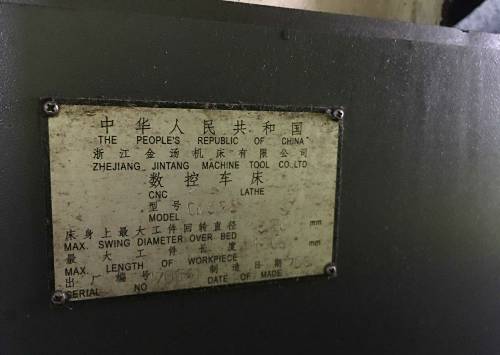 中华人民共和国
THE PEOPLE'S REPUBLIC OF CHINA
浙江金汤机床有限公司
ZHEJIANG JINTANG MACHINE TOOL CO.LTD
数控车床
CNC LATHE
型号
MODEL
床身上最大工件回转直径 mm
MAX. SWING DIAMETER OVER BED
最大工件长度 mm
MAX. LENGTH OF WORKPIECE
出厂编号 制造日期
SERIAL NO DATE OF MADE